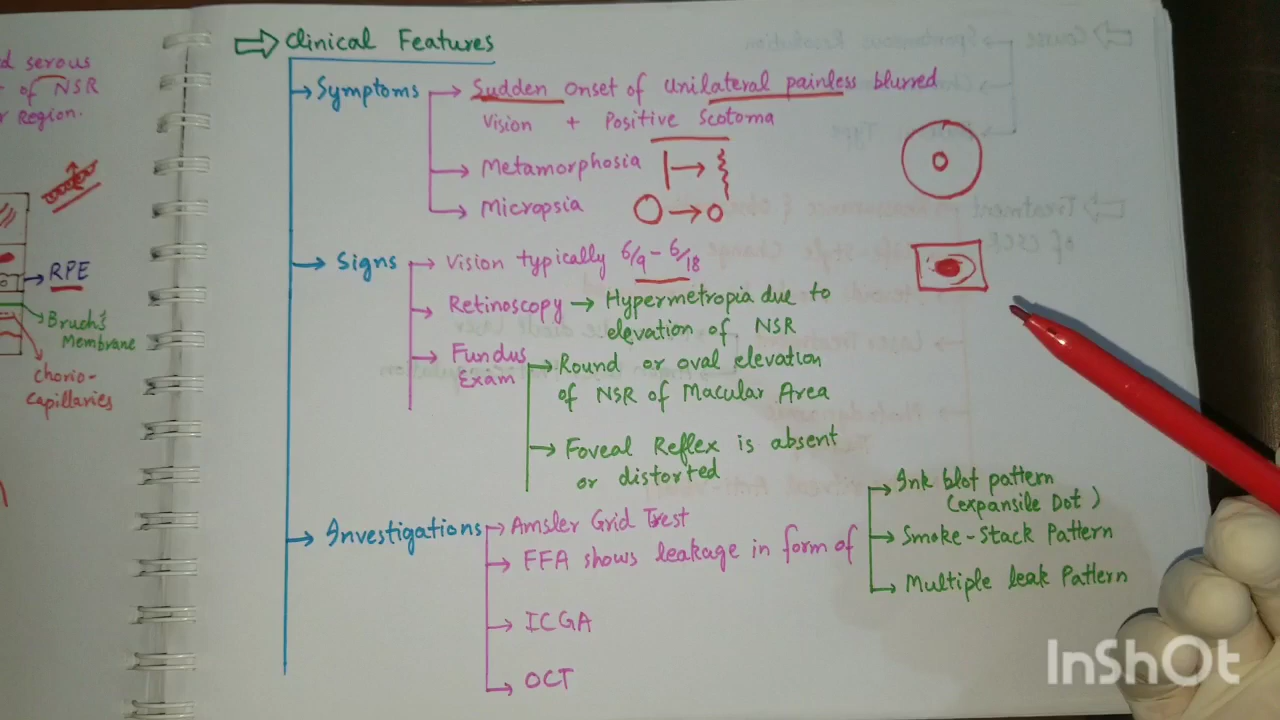 d serous
of NSR
Region.
RPE
Bruch's
Membrane
Chorio-
Capillaries
Clinical Features
Symptoms
Sudden onset of unilateral painless blurred
Vision + Positive Scotoma
Metamorphosia
Micropsia
Signs
Vision typically 6/9 - 6/18
Retinoscopy → Hypermetropia due to
elevation of NSR
Fundus
Exam
Round or oval elevation
of NSR of Macular Area
Foveal Reflex is absent
or distorted
Investigations
Amsler Grid Trest
FFA shows leakage in form of
Ink blot pattern
(expansile Dot)
Smoke-Stack Pattern
Multiple leak Pattern
ICGA
OCT
InShOt